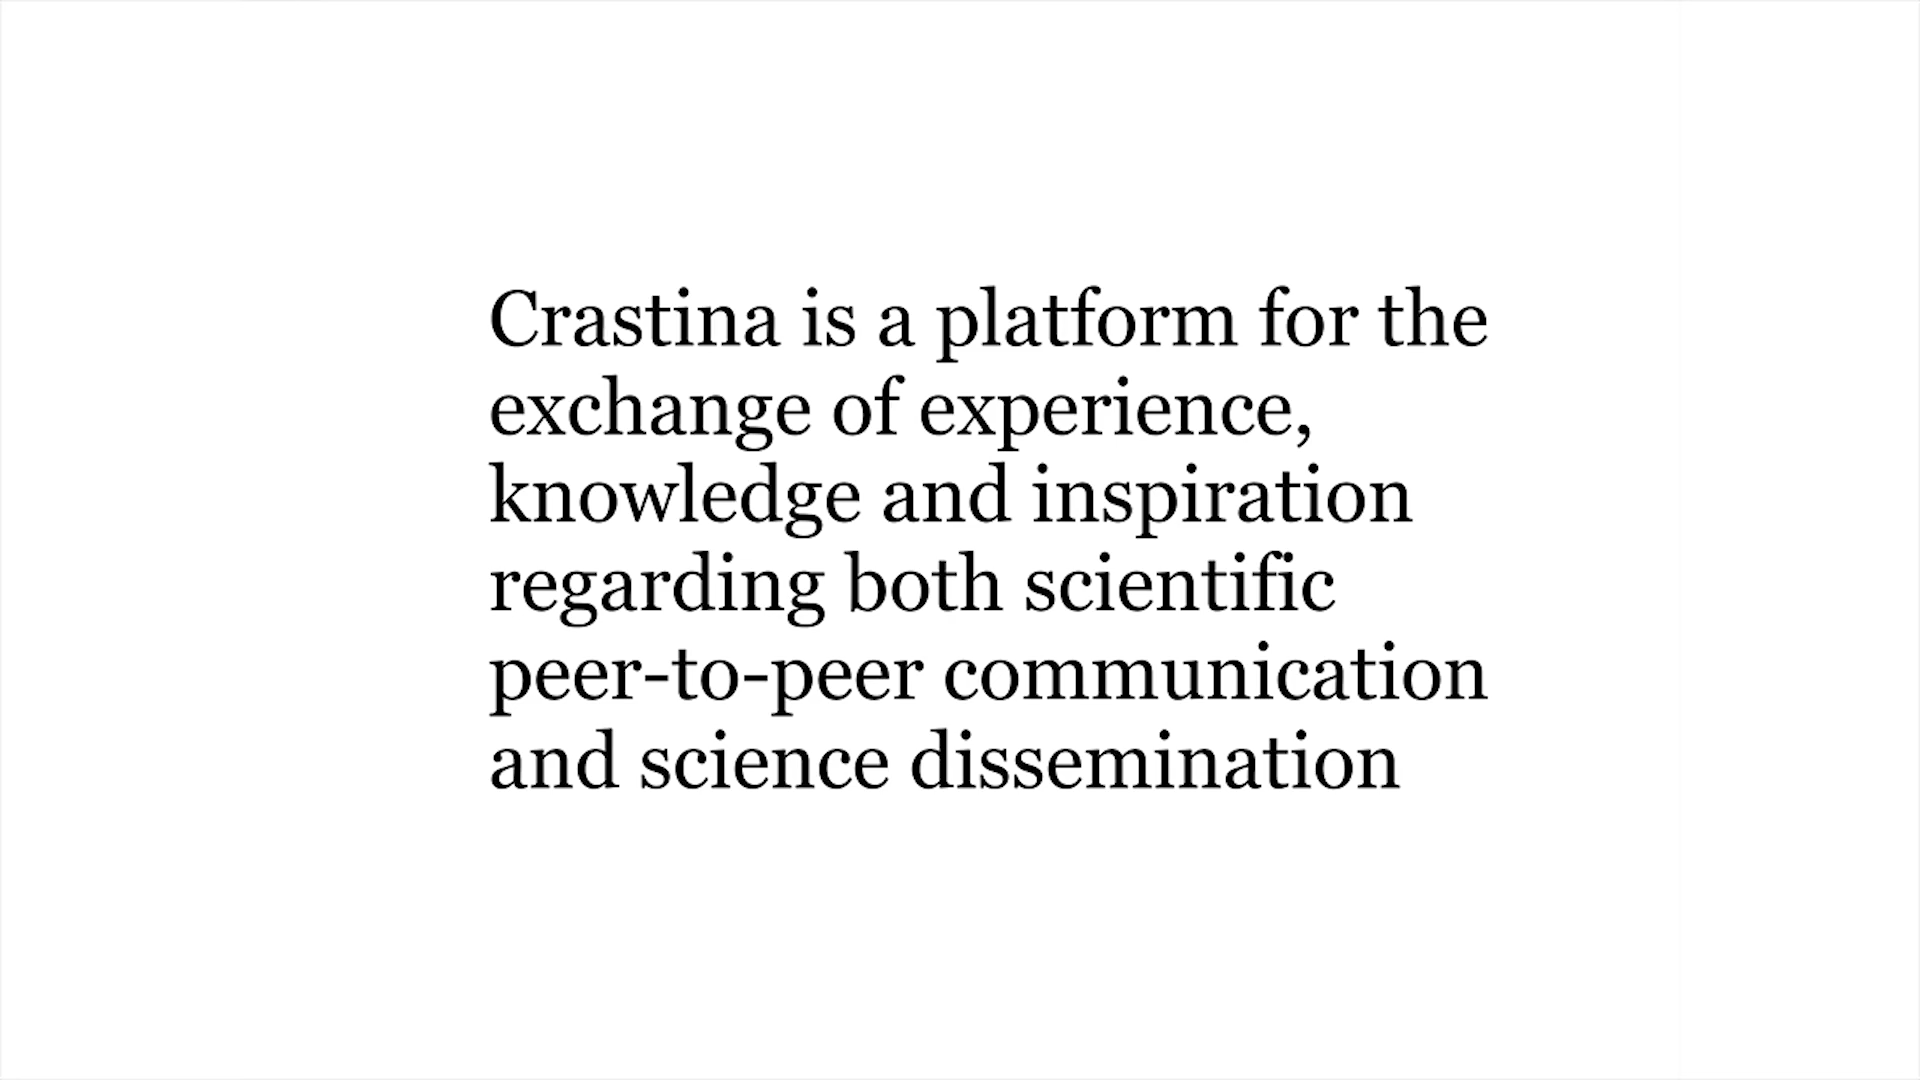 Crastina is a platform for the
exchange of experience,
knowledge and inspiration
regarding both scientific
peer-to-peer communication
and science dissemination